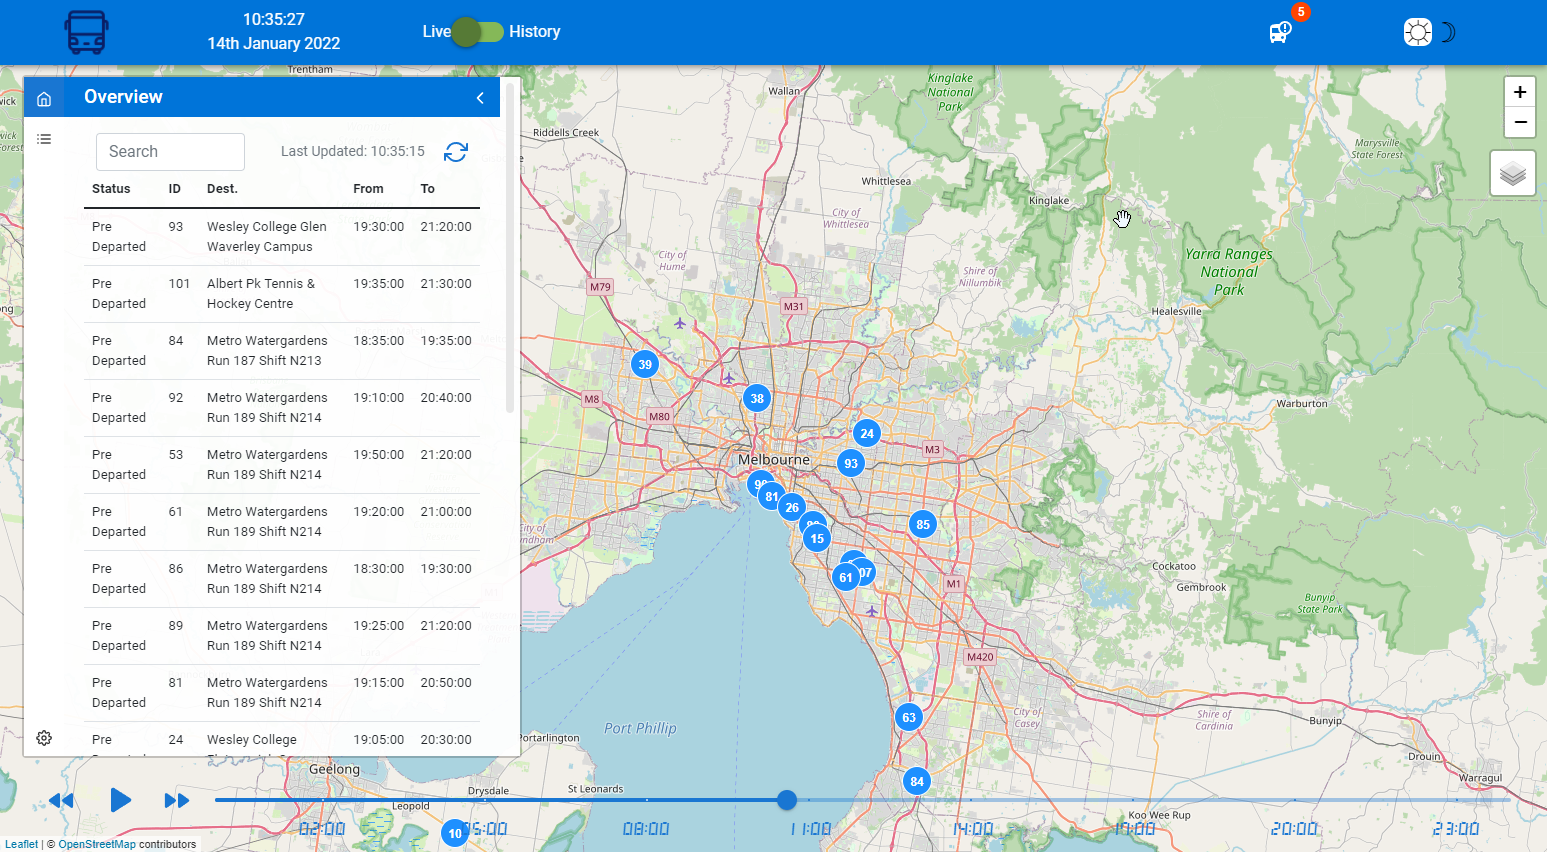 10:35:27
14th January 2022
Live
History
5
Overview
Search
Last Updated: 10:35:15
Status ID Dest. From To
Pre Departed 93 Wesley College Glen Waverley Campus 19:30:00 21:20:00
Pre Departed 101 Albert Pk Tennis & Hockey Centre 19:35:00 21:30:00
Pre Departed 84 Metro Watergardens Run 187 Shift N213 18:35:00 19:35:00
Pre Departed 92 Metro Watergardens Run 189 Shift N214 19:10:00 20:40:00
Pre Departed 53 Metro Watergardens Run 189 Shift N214 19:50:00 21:20:00
Pre Departed 61 Metro Watergardens Run 189 Shift N214 19:20:00 21:00:00
Pre Departed 86 Metro Watergardens Run 189 Shift N214 18:30:00 19:30:00
Pre Departed 89 Metro Watergardens Run 189 Shift N214 19:25:00 21:20:00
Pre Departed 81 Metro Watergardens Run 189 Shift N214 19:15:00 20:50:00
Pre 24 Wesley College 19:05:00 20:30:00
Trentham
Wallan
Kinglake
National
Park
+
−
Riddells Creek
Marysville
State Forest
Whittlesea
Kinglake
City of
Whittlesea
City of
Hume
Shire of
Nillumbik
Yarra Ranges
National
Park
M79
M31
Healesville
39
38
M8
M80
Warburton
24
M3
Melbourne
93
81
26
85
15
61
07
M1
Cockatoo
Gembrook
Bunyip
State Park
M420
63
City of
Casey
Shire of
Cardinia
Bunyip
Port Phillip
Portarlington
Drouin
Warragul
Geelong
Drysdale
St Leonards
84
Leopold
Koo Wee Rup
10
02:00 05:00 08:00 11:00 14:00 17:00 20:00 23:00
Leaflet | © OpenStreetMap contributors